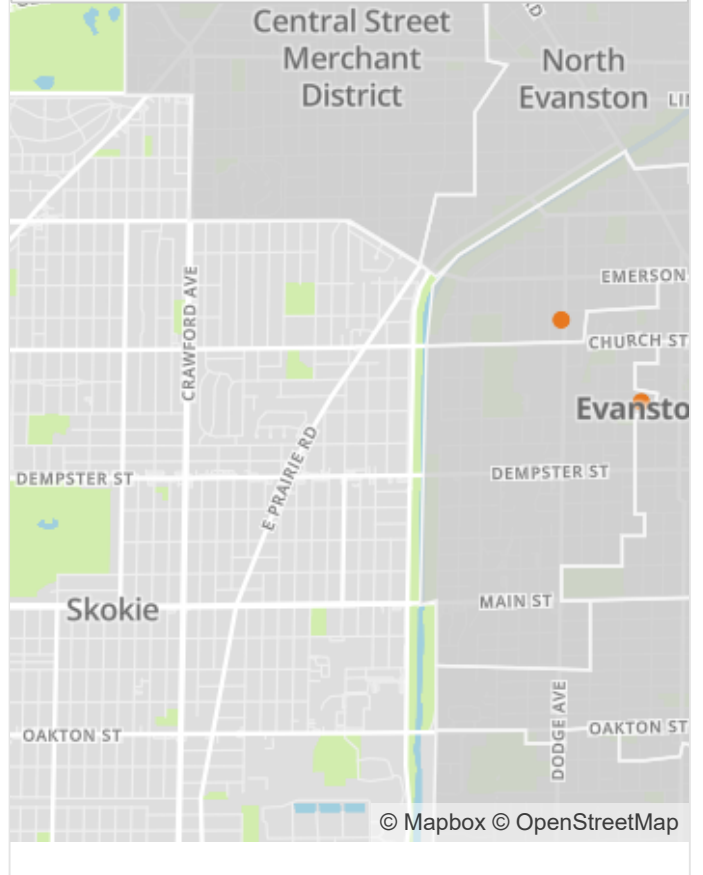 Central Street
Merchant
District
North
Evanston
EMERSON
CRAWFORD AVE
CHURCH ST
Evansto
E PRAIRIE RD
DEMPSTER ST
DEMPSTER ST
MAIN ST
Skokie
DODGE AVE
OAKTON ST
OAKTON ST
© Mapbox © OpenStreetMap